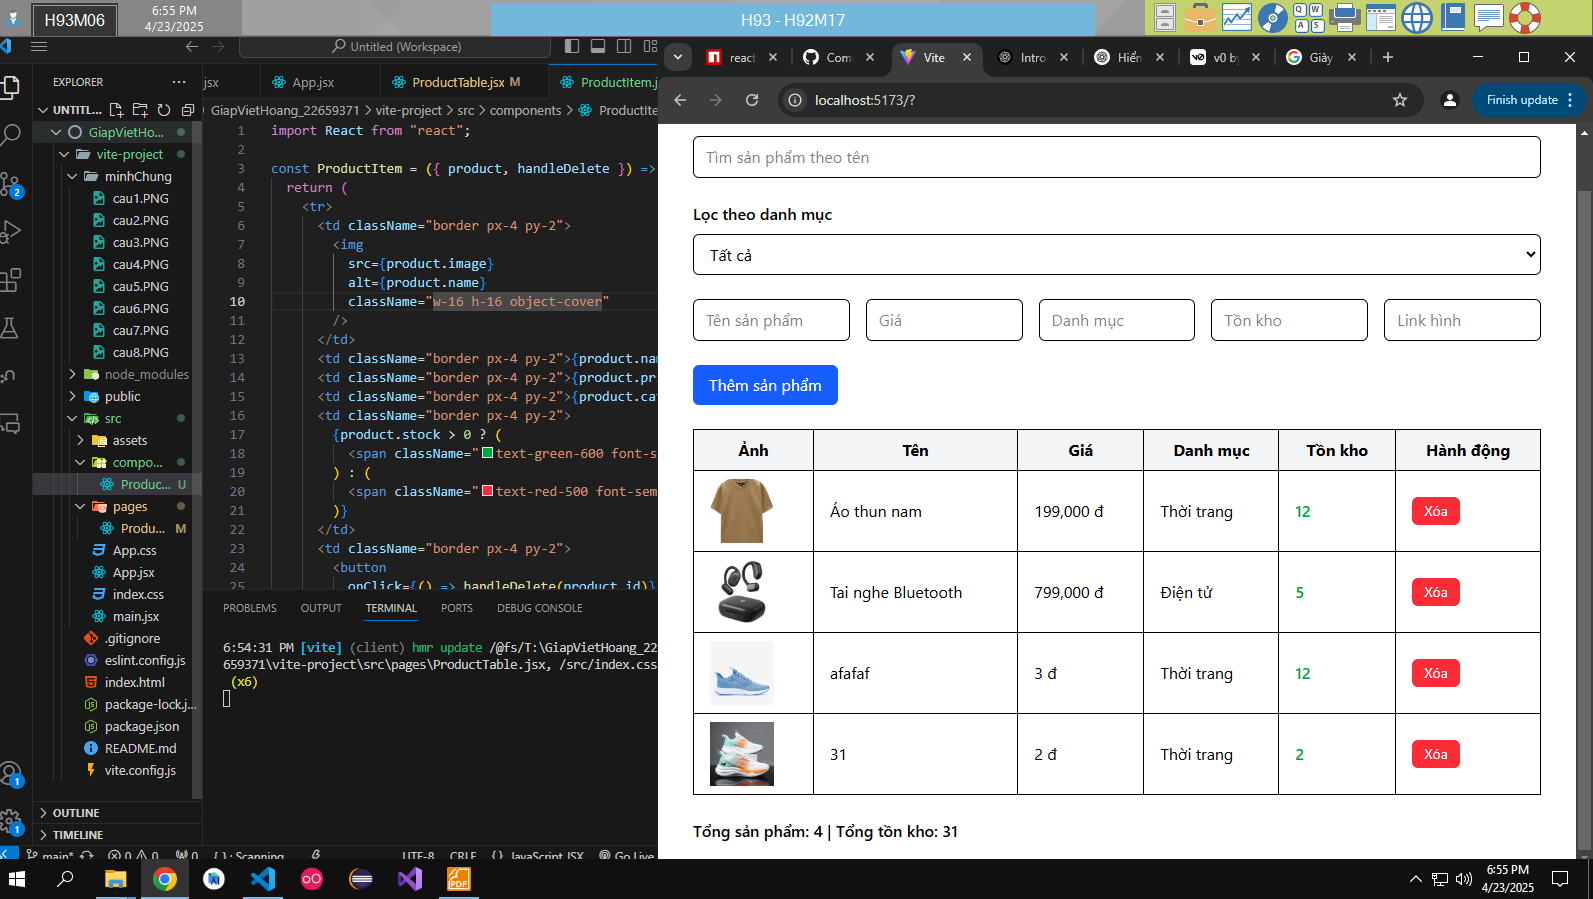 H93M06
6:55 PM
4/23/2025
H93 - H92M17
Untitled (Workspace)
EXPLORER
UNTITL...
GiapVietHo...
vite-project
minhChung
cau1.PNG
cau2.PNG
cau3.PNG
cau4.PNG
cau5.PNG
cau6.PNG
cau7.PNG
cau8.PNG
node_modules
public
src
assets
compo...
Produc... U
pages
Produ... M
App.css
App.jsx
index.css
main.jsx
.gitignore
eslint.config.js
index.html
package-lock.j...
package.json
README.md
vite.config.js
OUTLINE
TIMELINE
2
1
1
jsx
App.jsx
ProductTable.jsx M
ProductItem.j
GiapVietHoang_22659371 > vite-project > src > components > ProductIte
1 import React from "react";
2
3 const ProductItem = ({ product, handleDelete }) =>
4 return (
5 <tr>
6 <td className="border px-4 py-2">
7 <img
8 src={product.image}
9 alt={product.name}
10 className="w-16 h-16 object-cover"
11 />
12 </td>
13 <td className="border px-4 py-2">{product.nam
14 <td className="border px-4 py-2">{product.pri
15 <td className="border px-4 py-2">{product.cat
16 <td className="border px-4 py-2">
17 {product.stock > 0 ? (
18 <span className="text-green-600 font-s
19 ) : (
20 <span className="text-red-500 font-sem
21 )}
22 </td>
23 <td className="border px-4 py-2">
24 <button
25 onClick={() => handleDelete(product.id)}
PROBLEMS OUTPUT TERMINAL PORTS DEBUG CONSOLE
6:54:31 PM [vite] (client) hmr update /@fs/T:\GiapVietHoang_22
659371\vite-project\src\pages\ProductTable.jsx, /src/index.css
(x6)
main* 0 0 0 Scanning UTF-8 CRLF {} JavaScript JSX Go Live
react
Com
Vite
Intro
Hiển
v0 by
Giày
localhost:5173/?
Finish update
Tìm sản phẩm theo tên
Lọc theo danh mục
Tất cả
Tên sản phẩm Giá Danh mục Tồn kho Link hình
Thêm sản phẩm
Ảnh Tên Giá Danh mục Tồn kho Hành động
Áo thun nam 199,000 đ Thời trang 12 Xóa
Tai nghe Bluetooth 799,000 đ Điện tử 5 Xóa
afafaf 3 đ Thời trang 12 Xóa
31 2 đ Thời trang 2 Xóa
Tổng sản phẩm: 4 | Tổng tồn kho: 31
6:55 PM
4/23/2025